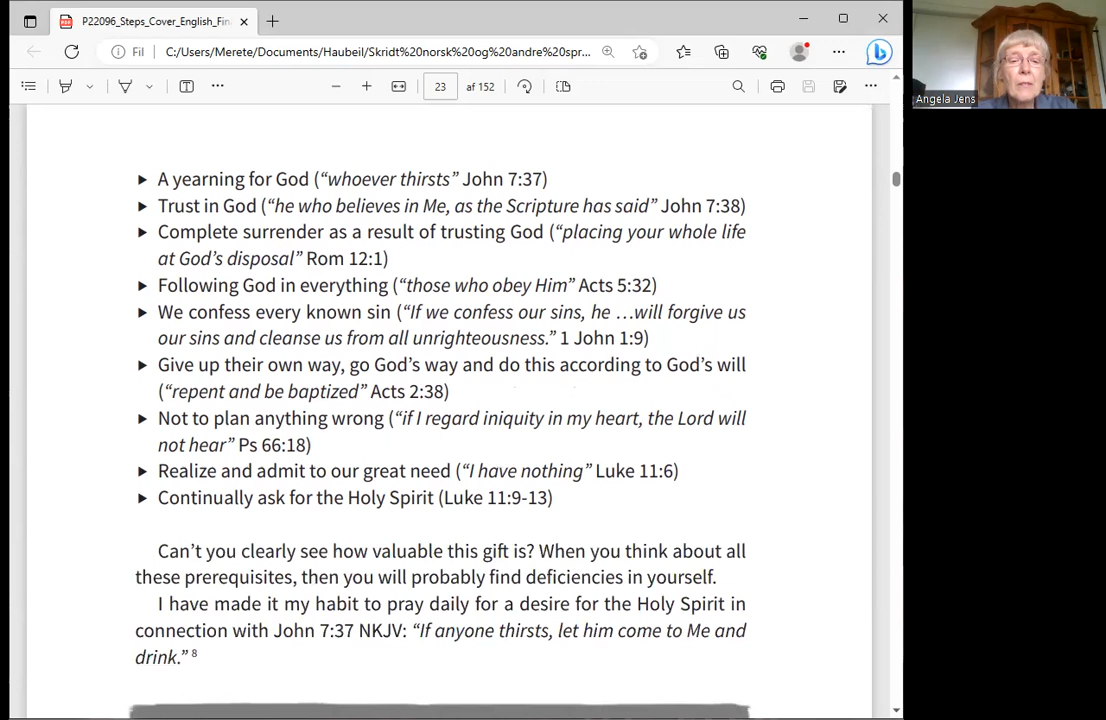 P22096_Steps_Cover_English_Fin
Fil
C:/Users/Merete/Documents/Haubeil/Skridt%20norsk%20og%20andre%20spr...
23
af 152
Angela Jens
► A yearning for God (“whoever thirsts” John 7:37)
► Trust in God (“he who believes in Me, as the Scripture has said” John 7:38)
► Complete surrender as a result of trusting God (“placing your whole life
at God’s disposal” Rom 12:1)
► Following God in everything (“those who obey Him” Acts 5:32)
► We confess every known sin (“If we confess our sins, he …will forgive us
our sins and cleanse us from all unrighteousness.” 1 John 1:9)
► Give up their own way, go God’s way and do this according to God’s will
(“repent and be baptized” Acts 2:38)
► Not to plan anything wrong (“if I regard iniquity in my heart, the Lord will
not hear” Ps 66:18)
► Realize and admit to our great need (“I have nothing” Luke 11:6)
► Continually ask for the Holy Spirit (Luke 11:9-13)
Can’t you clearly see how valuable this gift is? When you think about all
these prerequisites, then you will probably find deficiencies in yourself.
I have made it my habit to pray daily for a desire for the Holy Spirit in
connection with John 7:37 NKJV: “If anyone thirsts, let him come to Me and
drink.” 8